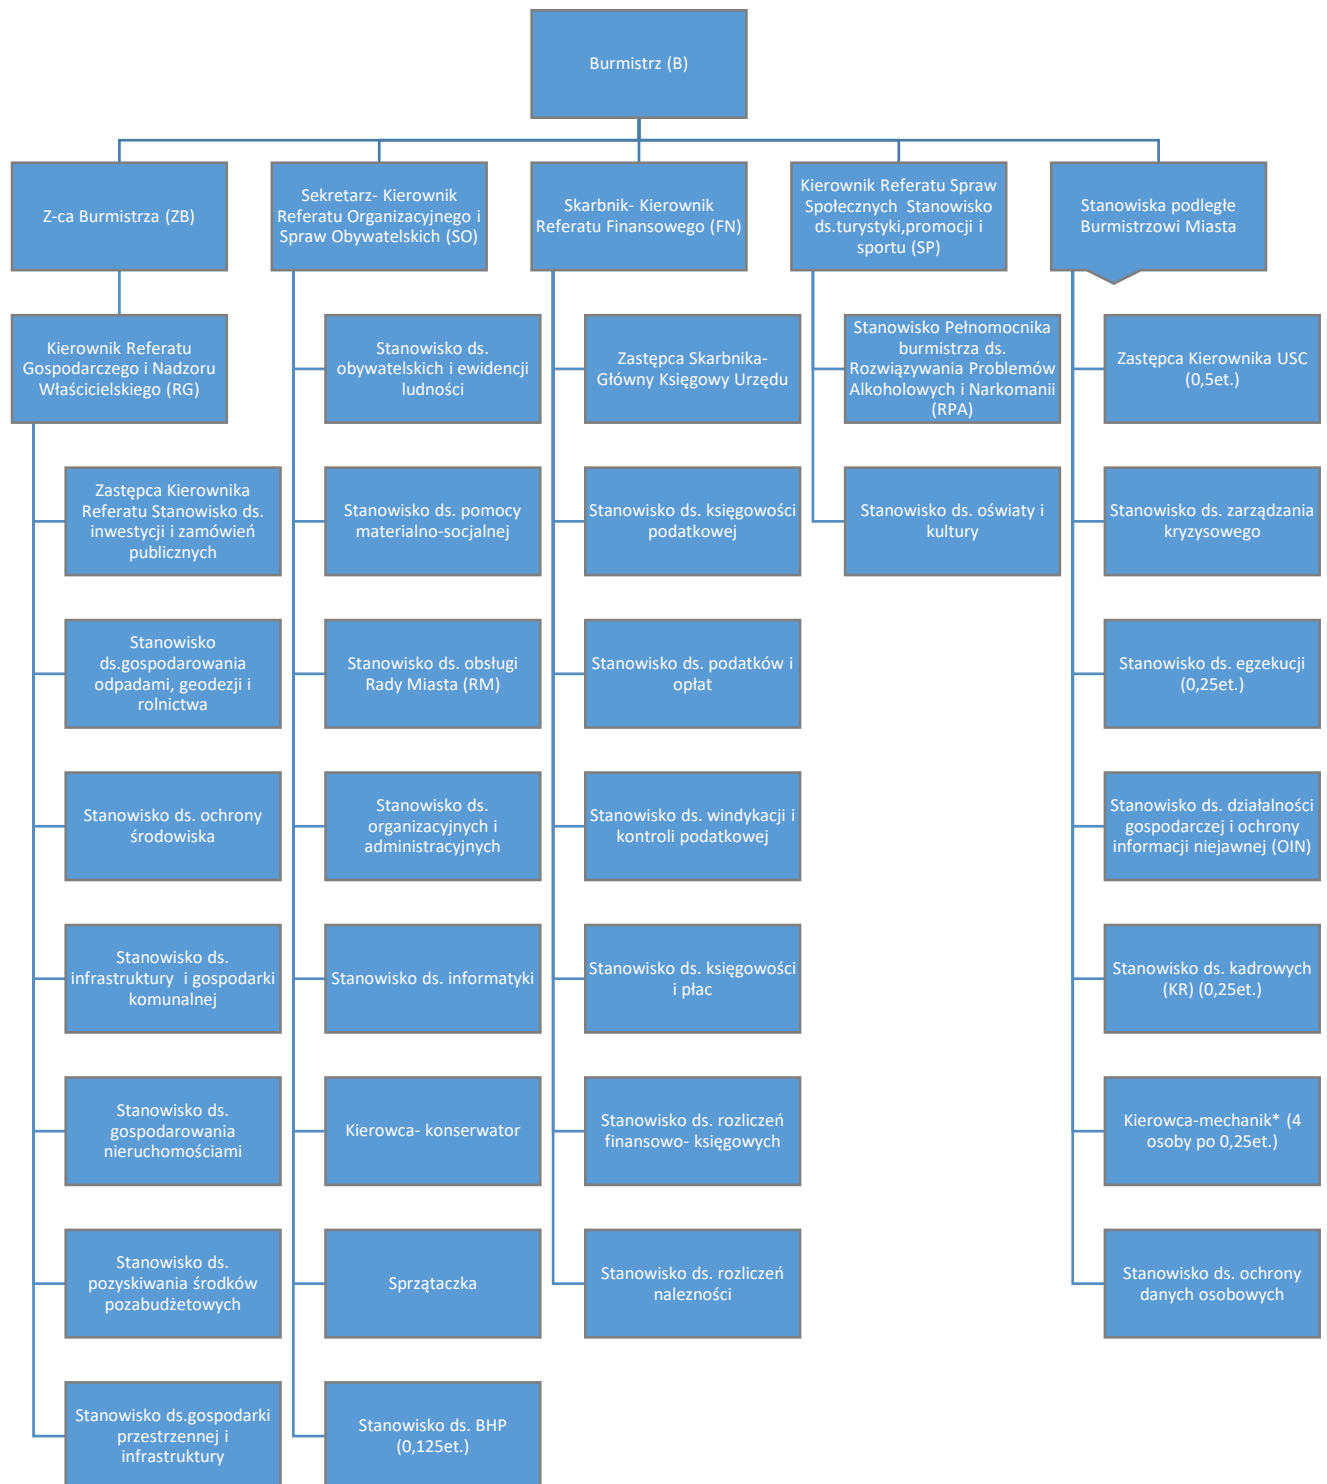 Burmistrz (B)
Z-ca Burmistrza (ZB)
Sekretarz- Kierownik
Referatu Organizacyjnego i
Spraw Obywatelskich (SO)
Skarbnik- Kierownik
Referatu Finansowego (FN)
Kierownik Referatu Spraw
Społecznych Stanowisko
ds.turystyki,promocji i
sportu (SP)
Stanowiska podległe
Burmistrzowi Miasta
Kierownik Referatu
Gospodarczego i Nadzoru
Właścicielskiego (RG)
Stanowisko ds.
obywatelskich i ewidencji
ludności
Zastępca Skarbnika-
Główny Księgowy Urzędu
Stanowisko Pełnomocnika
burmistrza ds.
Rozwiązywania Problemów
Alkoholowych i Narkomanii
(RPA)
Zastępca Kierownika USC
(0,5et.)
Zastępca Kierownika
Referatu Stanowisko ds.
inwestycji i zamówień
publicznych
Stanowisko ds. pomocy
materialno-socjalnej
Stanowisko ds. księgowości
podatkowej
Stanowisko ds. oświaty i
kultury
Stanowisko ds. zarządzania
kryzysowego
Stanowisko
ds.gospodarowania
odpadami, geodezji i
rolnictwa
Stanowisko ds. obsługi
Rady Miasta (RM)
Stanowisko ds. podatków i
opłat
Stanowisko ds. egzekucji
(0,25et.)
Stanowisko ds. ochrony
środowiska
Stanowisko ds.
organizacyjnych i
administracyjnych
Stanowisko ds. windykacji i
kontroli podatkowej
Stanowisko ds. działalności
gospodarczej i ochrony
informacji niejawnej (OIN)
Stanowisko ds.
infrastruktury i gospodarki
komunalnej
Stanowisko ds. informatyki
Stanowisko ds. księgowości
i płac
Stanowisko ds. kadrowych
(KR) (0,25et.)
Stanowisko ds.
gospodarowania
nieruchomościami
Kierowca- konserwator
Stanowisko ds. rozliczeń
finansowo- księgowych
Kierowca-mechanik* (4
osoby po 0,25et.)
Stanowisko ds.
pozyskiwania środków
pozabudżetowych
Sprzątaczka
Stanowisko ds. rozliczeń
nalezności
Stanowisko ds. ochrony
danych osobowych
Stanowisko ds.gospodarki
przestrzennej i
infrastruktury
Stanowisko ds. BHP
(0,125et.)